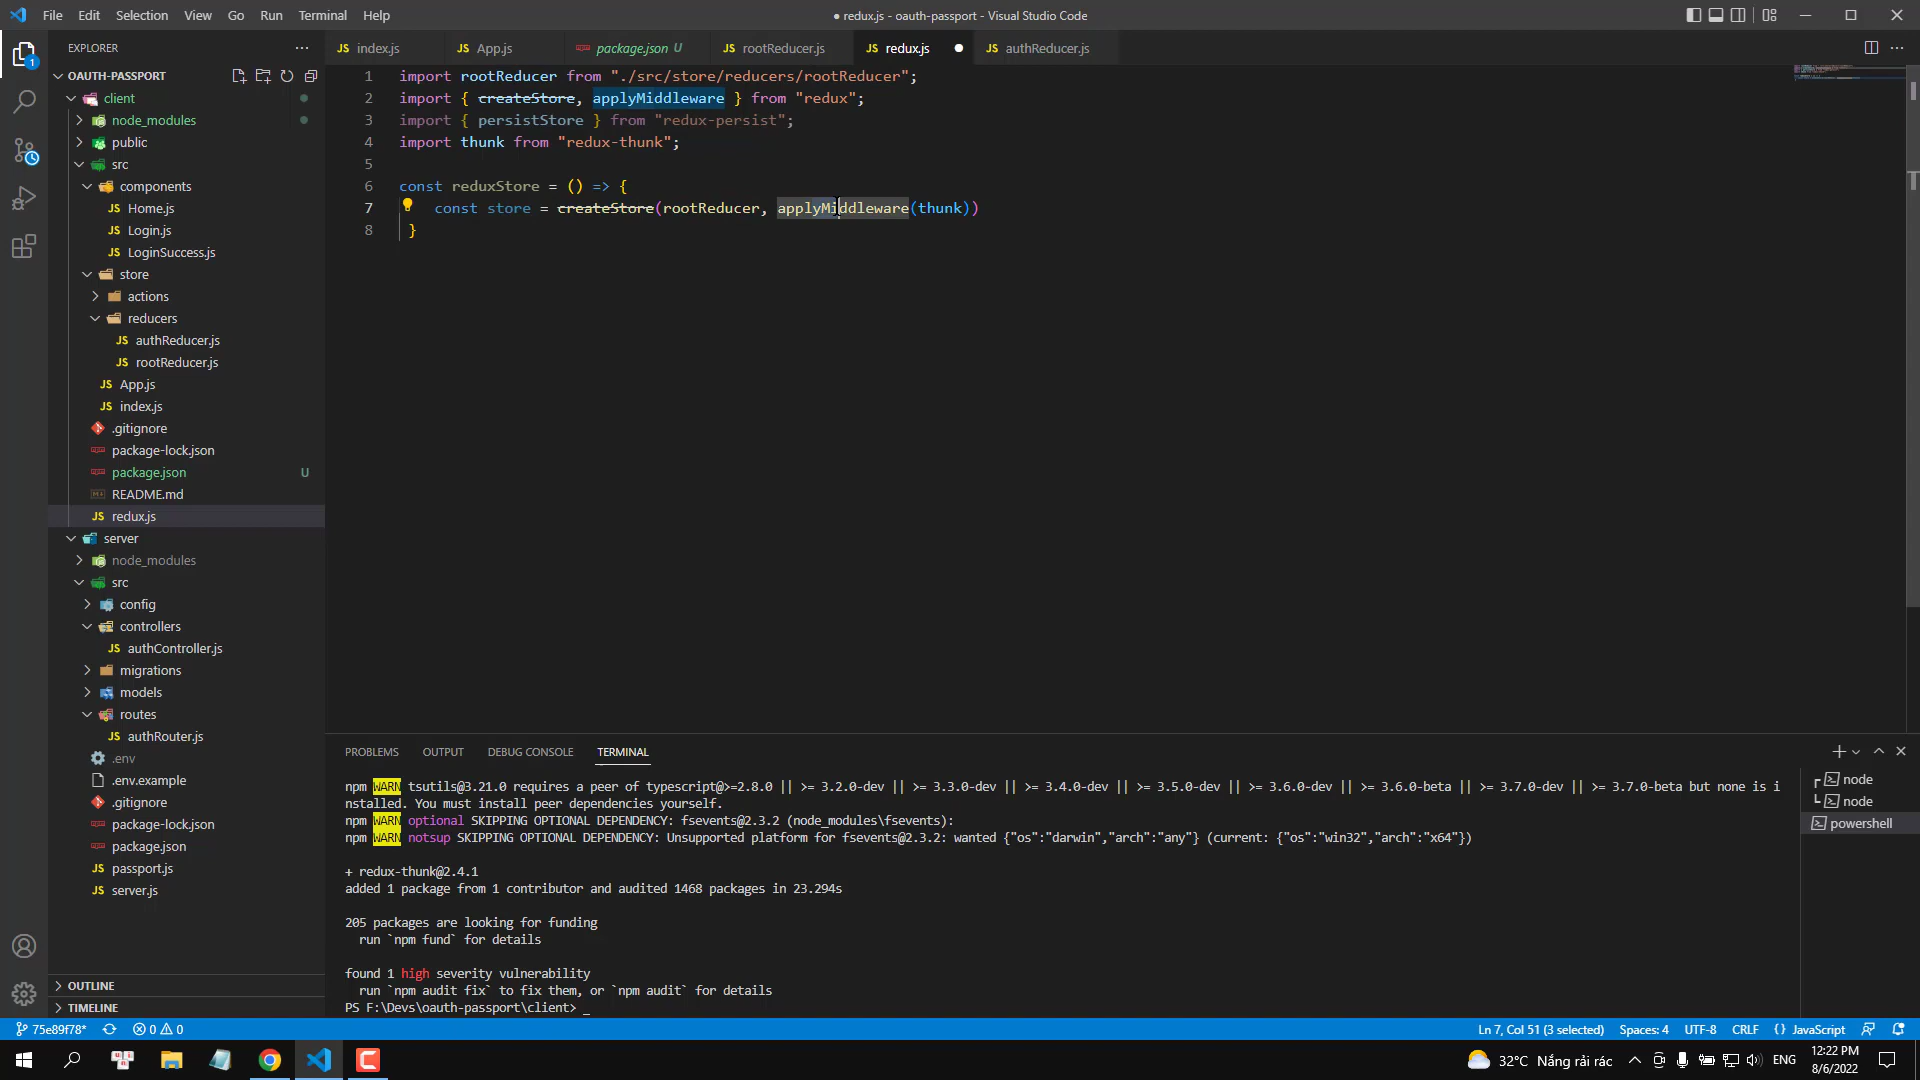 File Edit Selection View Go Run Terminal Help
● redux.js - oauth-passport - Visual Studio Code
EXPLORER
OAUTH-PASSPORT
client
node_modules
public
src
components
Home.js
Login.js
LoginSuccess.js
store
actions
reducers
authReducer.js
rootReducer.js
App.js
index.js
.gitignore
package-lock.json
package.json U
README.md
redux.js
server
node_modules
src
config
controllers
authController.js
migrations
models
routes
authRouter.js
.env
.env.example
.gitignore
package-lock.json
package.json
passport.js
server.js
OUTLINE
TIMELINE
index.js App.js package.json U rootReducer.js redux.js authReducer.js
1 import rootReducer from "./src/store/reducers/rootReducer";
2 import { createStore, applyMiddleware } from "redux";
3 import { persistStore } from "redux-persist";
4 import thunk from "redux-thunk";
5
6 const reduxStore = () => {
7 const store = createStore(rootReducer, applyMiddleware(thunk))
8 }
PROBLEMS OUTPUT DEBUG CONSOLE TERMINAL
npm WARN tsutils@3.21.0 requires a peer of typescript@>=2.8.0 || >= 3.2.0-dev || >= 3.3.0-dev || >= 3.4.0-dev || >= 3.5.0-dev || >= 3.6.0-dev || >= 3.6.0-beta || >= 3.7.0-dev || >= 3.7.0-beta but none is i
nstalled. You must install peer dependencies yourself.
npm WARN optional SKIPPING OPTIONAL DEPENDENCY: fsevents@2.3.2 (node_modules\fsevents):
npm WARN notsup SKIPPING OPTIONAL DEPENDENCY: Unsupported platform for fsevents@2.3.2: wanted {"os":"darwin","arch":"any"} (current: {"os":"win32","arch":"x64"})
+ redux-thunk@2.4.1
added 1 package from 1 contributor and audited 1468 packages in 23.294s
205 packages are looking for funding
run `npm fund` for details
found 1 high severity vulnerability
run `npm audit fix` to fix them, or `npm audit` for details
PS F:\Devs\oauth-passport\client> _
node
node
powershell
75e89f78* 0 0 Ln 7, Col 51 (3 selected) Spaces: 4 UTF-8 CRLF {} JavaScript
32°C Nắng rải rác ENG
12:22 PM
8/6/2022